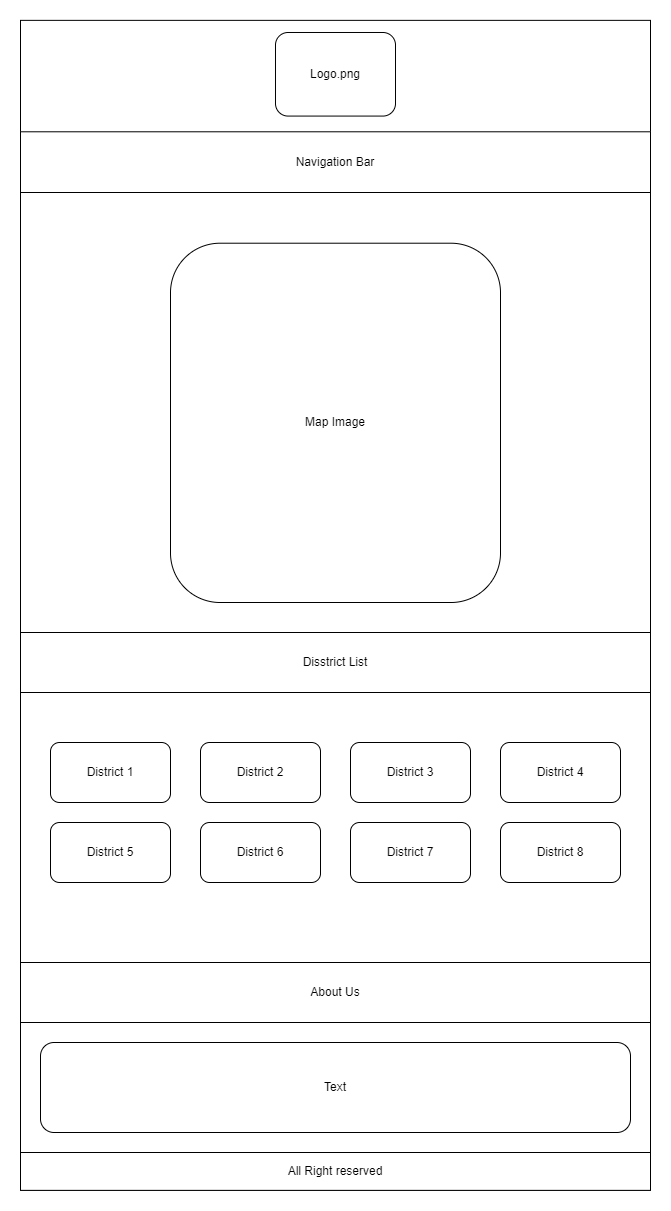 Logo.png
Navigation Bar
Map Image
Disstrict List
District 1
District 2
District 3
District 4
District 5
District 6
District 7
District 8
About Us
Text
All Right reserved